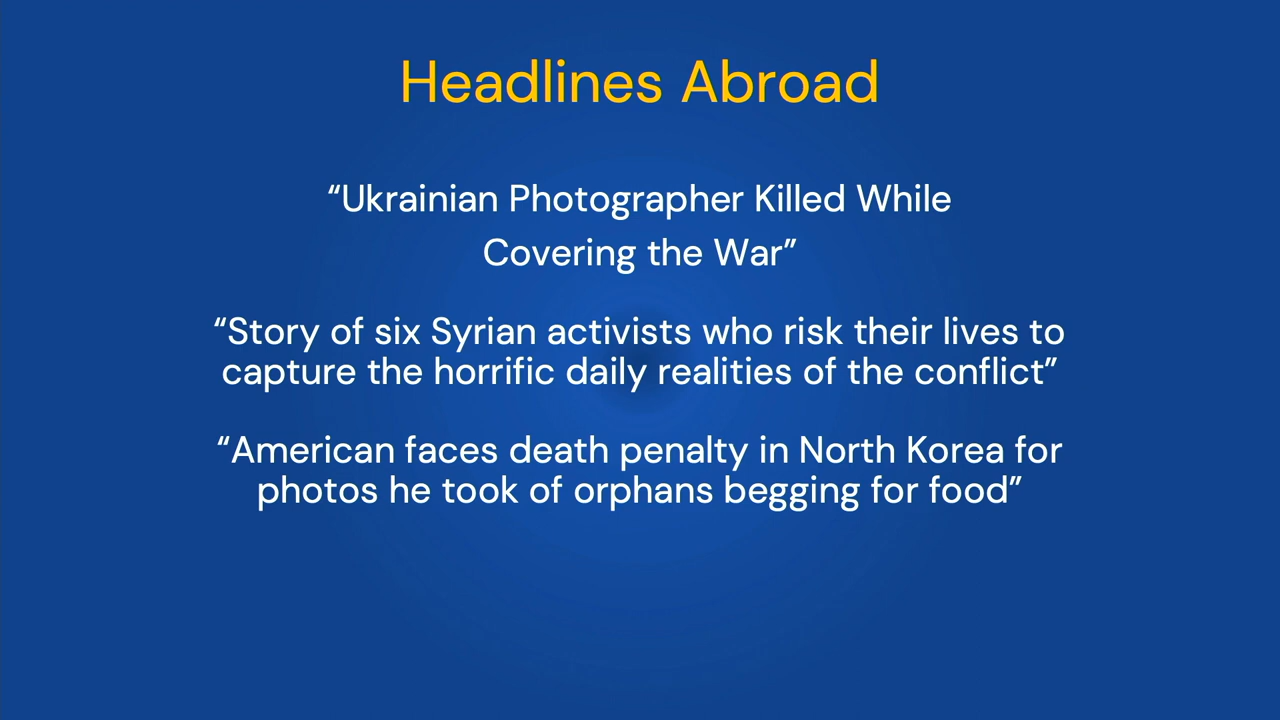 Headlines Abroad
“Ukrainian Photographer Killed While
Covering the War”
“Story of six Syrian activists who risk their lives to
capture the horrific daily realities of the conflict”
“American faces death penalty in North Korea for
photos he took of orphans begging for food”